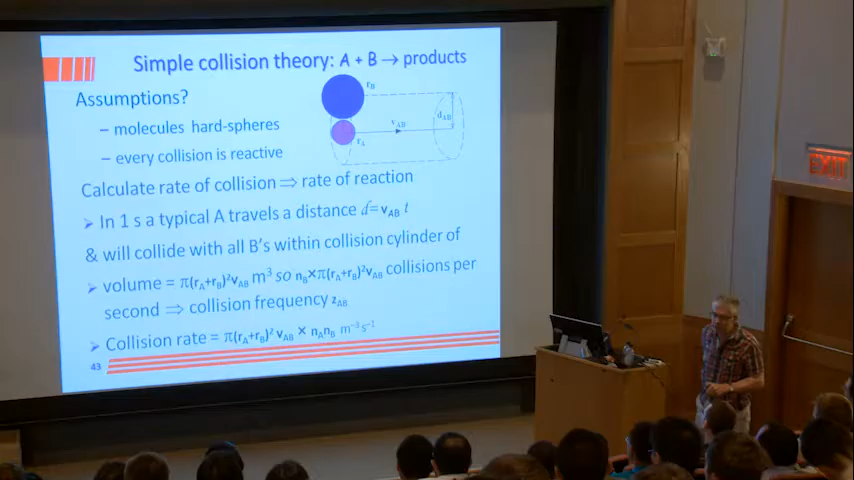 Simple collision theory: A + B → products
Assumptions?
– molecules hard-spheres
– every collision is reactive
r_B
d_AB
v_AB
r_A
Calculate rate of collision ⟹ rate of reaction
➢ In 1 s a typical A travels a distance d=v_AB t
& will collide with all B's within collision cylinder of
➢ volume = π(r_A+r_B)²v_AB m³ so n_B×π(r_A+r_B)²v_AB collisions per
second ⟹ collision frequency z_AB
➢ Collision rate = π(r_A+r_B)² v_AB × n_An_B m⁻³ s⁻¹
43
EXIT